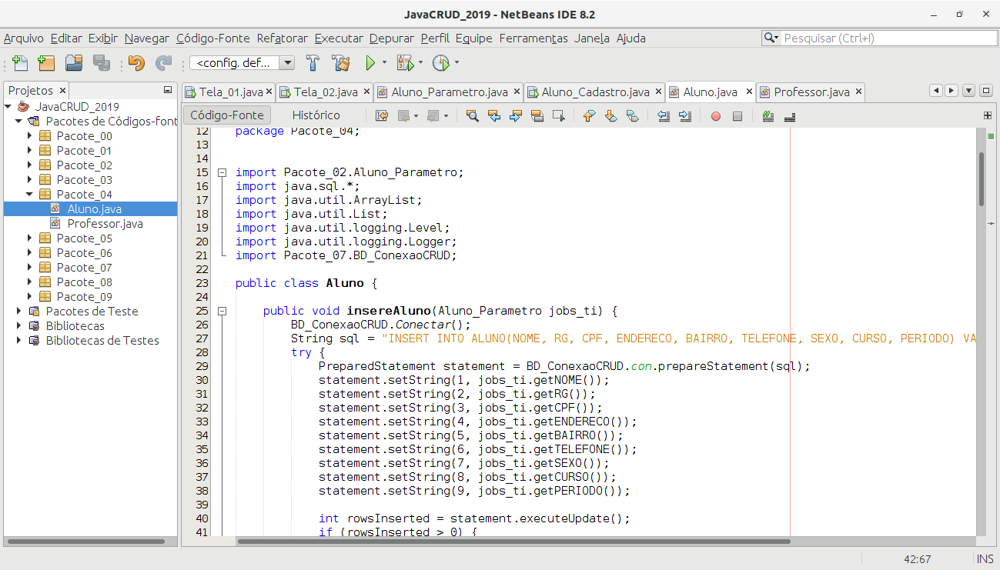 JavaCRUD_2019 - NetBeans IDE 8.2
Arquivo Editar Exibir Navegar Código-Fonte Refatorar Executar Depurar Perfil Equipe Ferramentas Janela Ajuda
Pesquisar (Ctrl+I)
<config. def...
Projetos
JavaCRUD_2019
Pacotes de Códigos-font
Pacote_00
Pacote_01
Pacote_02
Pacote_03
Pacote_04
Aluno.java
Professor.java
Pacote_05
Pacote_06
Pacote_07
Pacote_08
Pacote_09
Pacotes de Teste
Bibliotecas
Bibliotecas de Testes
Tela_01.java Tela_02.java Aluno_Parametro.java Aluno_Cadastro.java Aluno.java Professor.java
Código-Fonte Histórico
12 package Pacote_04;
13
14
15 import Pacote_02.Aluno_Parametro;
16 import java.sql.*;
17 import java.util.ArrayList;
18 import java.util.List;
19 import java.util.logging.Level;
20 import java.util.logging.Logger;
21 import Pacote_07.BD_ConexaoCRUD;
22
23 public class Aluno {
24
25 public void insereAluno(Aluno_Parametro jobs_ti) {
26 BD_ConexaoCRUD.Conectar();
27 String sql = "INSERT INTO ALUNO(NOME, RG, CPF, ENDERECO, BAIRRO, TELEFONE, SEXO, CURSO, PERIODO) VA
28 try {
29 PreparedStatement statement = BD_ConexaoCRUD.con.prepareStatement(sql);
30 statement.setString(1, jobs_ti.getNOME());
31 statement.setString(2, jobs_ti.getRG());
32 statement.setString(3, jobs_ti.getCPF());
33 statement.setString(4, jobs_ti.getENDERECO());
34 statement.setString(5, jobs_ti.getBAIRRO());
35 statement.setString(6, jobs_ti.getTELEFONE());
36 statement.setString(7, jobs_ti.getSEXO());
37 statement.setString(8, jobs_ti.getCURSO());
38 statement.setString(9, jobs_ti.getPERIODO());
39
40 int rowsInserted = statement.executeUpdate();
41 if (rowsInserted > 0) {
42:67 INS